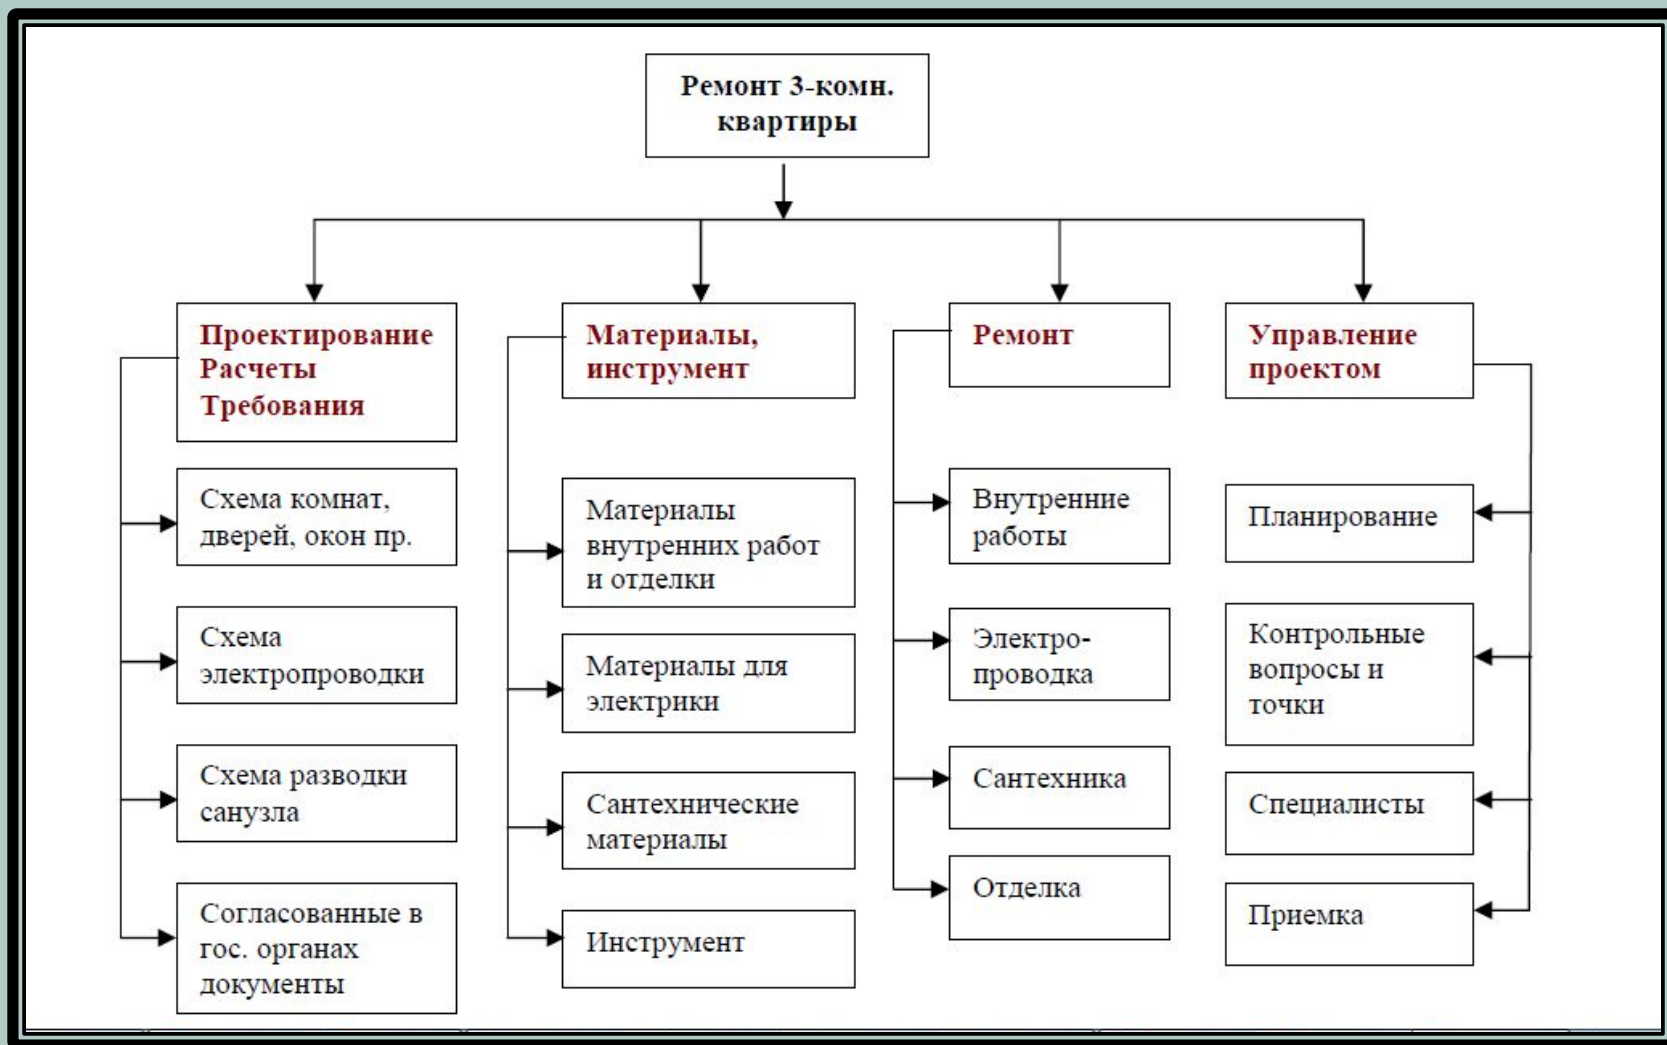 Ремонт 3-комн.
квартиры
Проектирование
Расчеты
Требования
Схема комнат,
дверей, окон пр.
Схема
электропроводки
Схема разводки
санузла
Согласованные в
гос. органах
документы
Материалы,
инструмент
Материалы
внутренних работ
и отделки
Материалы для
электрики
Сантехнические
материалы
Инструмент
Ремонт
Внутренние
работы
Электро-
проводка
Сантехника
Отделка
Управление
проектом
Планирование
Контрольные
вопросы и
точки
Специалисты
Приемка